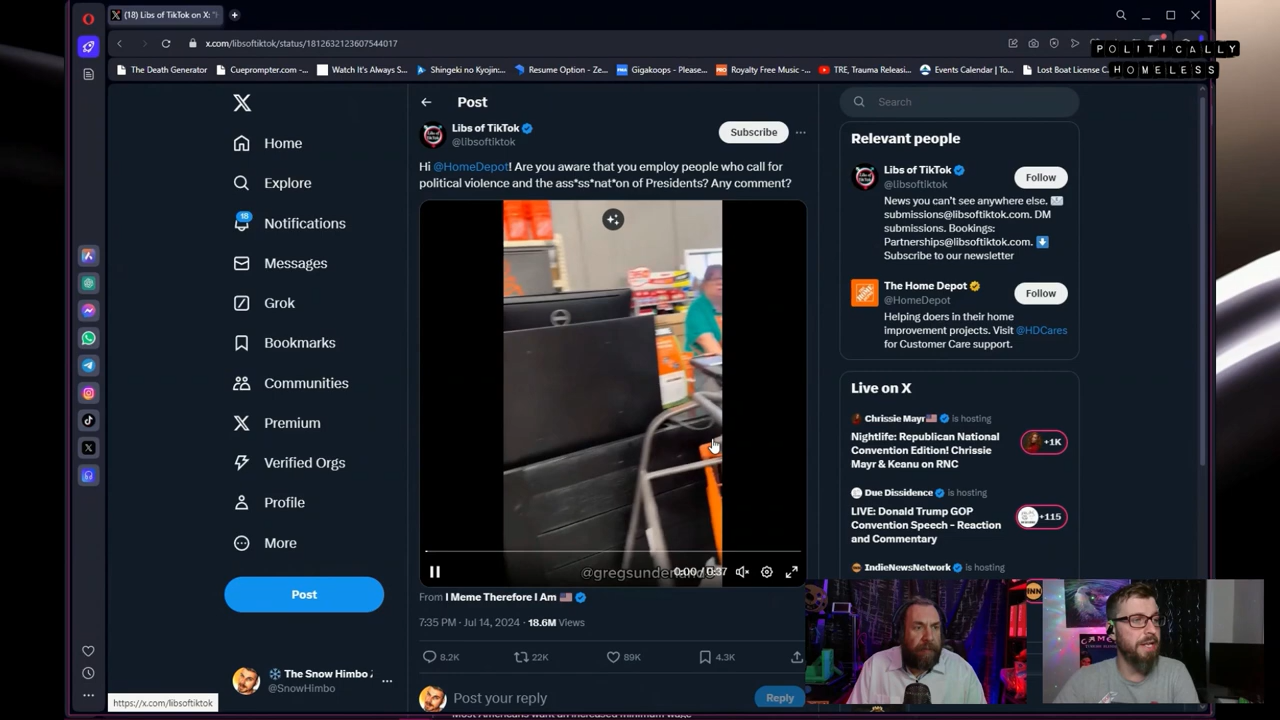 (18) Libs of TikTok on X: "
x.com/libsoftiktok/status/1812632123607544017
POLITICALLY
HOMELESS
The Death Generator
Cueprompter.com -...
Watch It's Always S...
Shingeki no Kyojin:...
Resume Option - Ze...
Gigakoops - Please...
Royalty Free Music -...
TRE, Trauma Releasi...
Events Calendar | To...
Lost Boat License C
Home
Explore
18
Notifications
Messages
Grok
Bookmarks
Communities
Premium
Verified Orgs
Profile
More
Post
The Snow Himbo
@SnowHimbo
https://x.com/libsoftiktok
Post
Libs of TikTok
@libsoftiktok
Subscribe
Hi @HomeDepot! Are you aware that you employ people who call for
political violence and the ass*ss*nat*on of Presidents? Any comment?
0:00 / 0:37
From I Meme Therefore I Am
7:35 PM · Jul 14, 2024 · 18.6M Views
8.2K
22K
89K
4.3K
Post your reply
Reply
Most Americans want an increased minimum wage
Search
Relevant people
Libs of TikTok
@libsoftiktok
Follow
News you can't see anywhere else.
submissions@libsoftiktok.com. DM
submissions. Bookings:
Partnerships@libsoftiktok.com.
Subscribe to our newsletter
The Home Depot
@HomeDepot
Follow
Helping doers in their home
improvement projects. Visit @HDCares
for Customer Care support.
Live on X
Chrissie Mayr is hosting
Nightlife: Republican National
Convention Edition! Chrissie
Mayr & Keanu on RNC
+1K
Due Dissidence is hosting
LIVE: Donald Trump GOP
Convention Speech - Reaction
and Commentary
+115
IndieNewsNetwork is hosting
INN